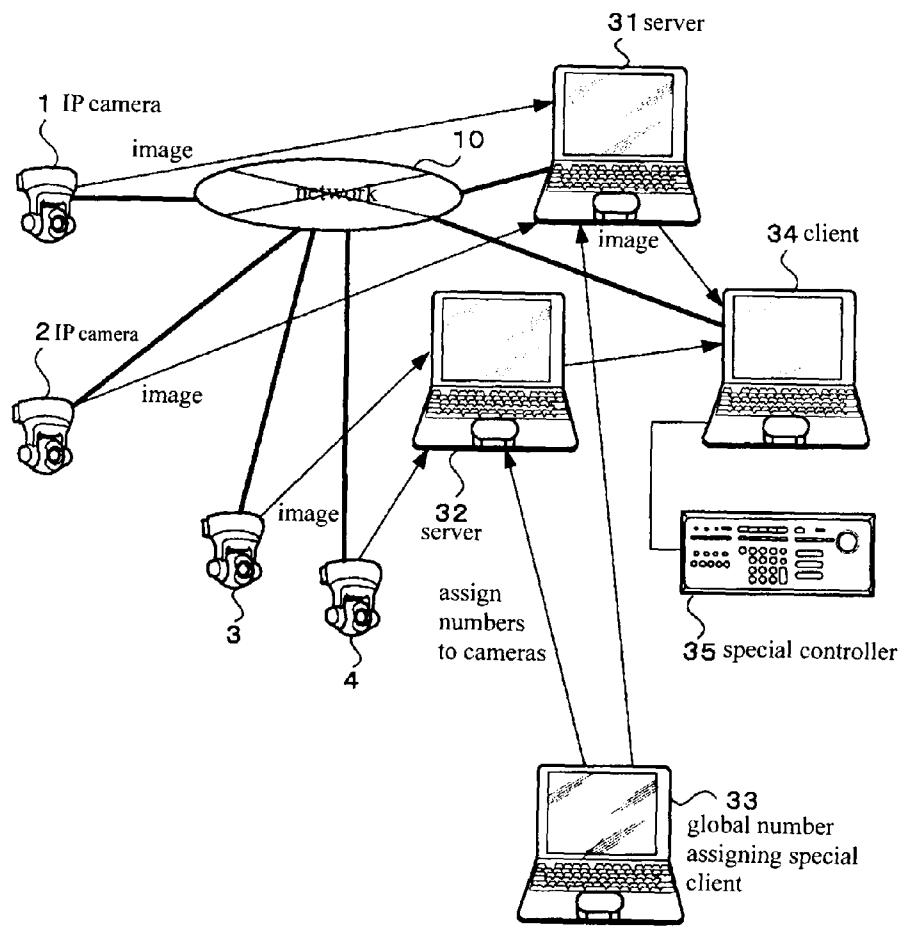 31 server
1 IP camera
image
10
network
image
34 client
2 IP camera
image
image
32
server
3
4
assign
numbers
to cameras
35 special controller
33
global number
assigning special
client